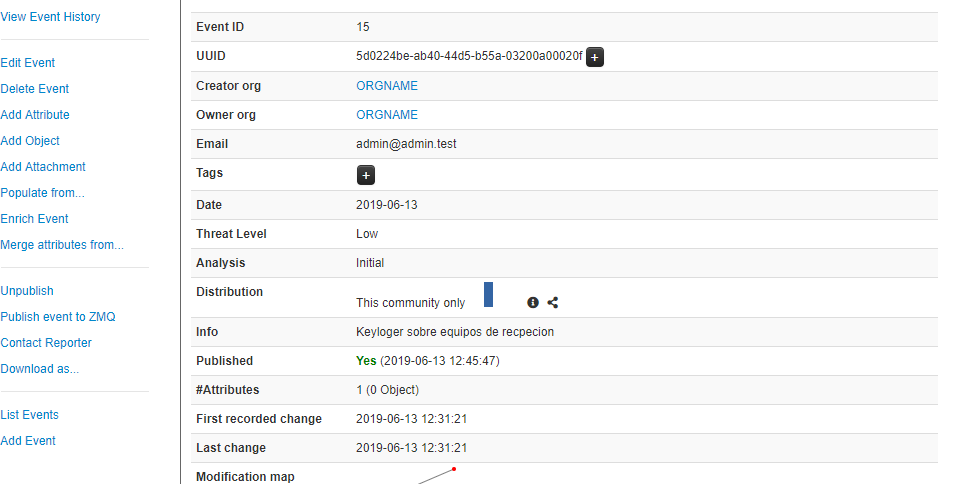 View Event History
Edit Event
Delete Event
Add Attribute
Add Object
Add Attachment
Populate from...
Enrich Event
Merge attributes from...
Unpublish
Publish event to ZMQ
Contact Reporter
Download as...
List Events
Add Event
Event ID 15
UUID 5d0224be-ab40-44d5-b55a-03200a00020f +
Creator org ORGNAME
Owner org ORGNAME
Email admin@admin.test
Tags +
Date 2019-06-13
Threat Level Low
Analysis Initial
Distribution This community only
Info Keyloger sobre equipos de recpecion
Published Yes (2019-06-13 12:45:47)
#Attributes 1 (0 Object)
First recorded change 2019-06-13 12:31:21
Last change 2019-06-13 12:31:21
Modification map